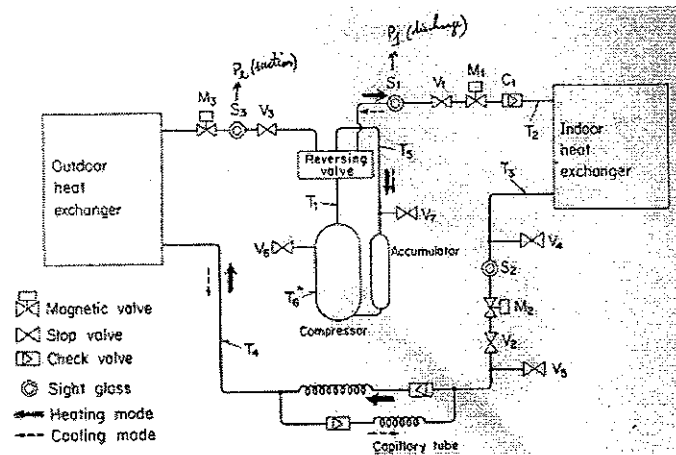 P₂ (suction)
P₁ (discharge)
M₃
S₃
V₃
S₁
V₁
M₁
C₁
T₂
Outdoor
heat
exchanger
Reversing
valve
T₅
Indoor
heat
exchanger
T₃
T₁
V₇
V₄
V₆
Accumulator
S₂
T₆*
Compressor
M₂
Magnetic valve
Stop valve
T₄
V₂
Check valve
V₅
Sight glass
Heating mode
Cooling mode
Capillary tube